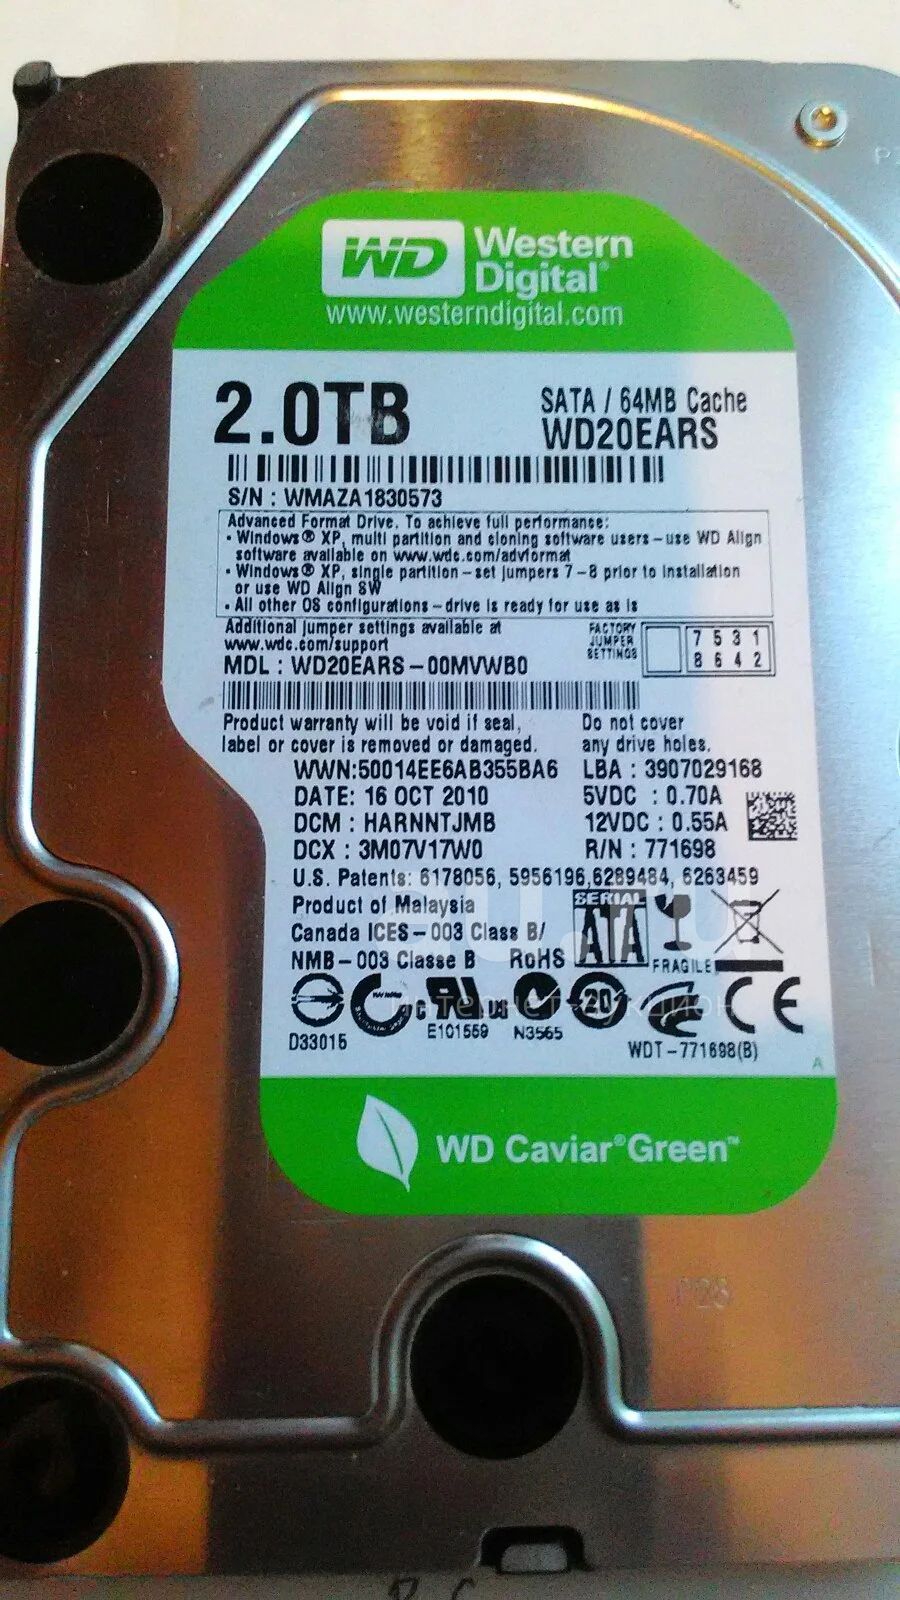 WD Western
Digital®
www.westerndigital.com
2.0TB
SATA / 64MB Cache
WD20EARS
S/N : WMAZA1830573
Advanced Format Drive. To achieve full performance:
• Windows® XP, multi partition and cloning software users – use WD Align
software available on www.wdc.com/advformat
• Windows® XP, single partition – set jumpers 7–8 prior to installation
or use WD Align SW
• All other OS configurations – drive is ready for use as is
Additional jumper settings available at
www.wdc.com/support
FACTORY
JUMPER
SETTINGS
7 5 3 1
8 6 4 2
MDL : WD20EARS – 00MVWB0
Product warranty will be void if seal,
label or cover is removed or damaged.
Do not cover
any drive holes.
WWN:50014EE6AB355BA6
LBA : 3907029168
DATE: 16 OCT 2010
5VDC : 0.70A
DCM : HARNNTJMB
12VDC : 0.55A
DCX : 3M07V17W0
R/N : 771698
U.S. Patents: 6178056, 5956196,6289484, 6263459
Product of Malaysia
SERIAL
ATA
Canada ICES – 003 Class B/
NMB – 003 Classe B
RoHS
FRAGILE
D33015
E101559
N3565
20
CE
WDT – 771698(B)
A
WD Caviar® Green™
au.ru
интернет-аукцион